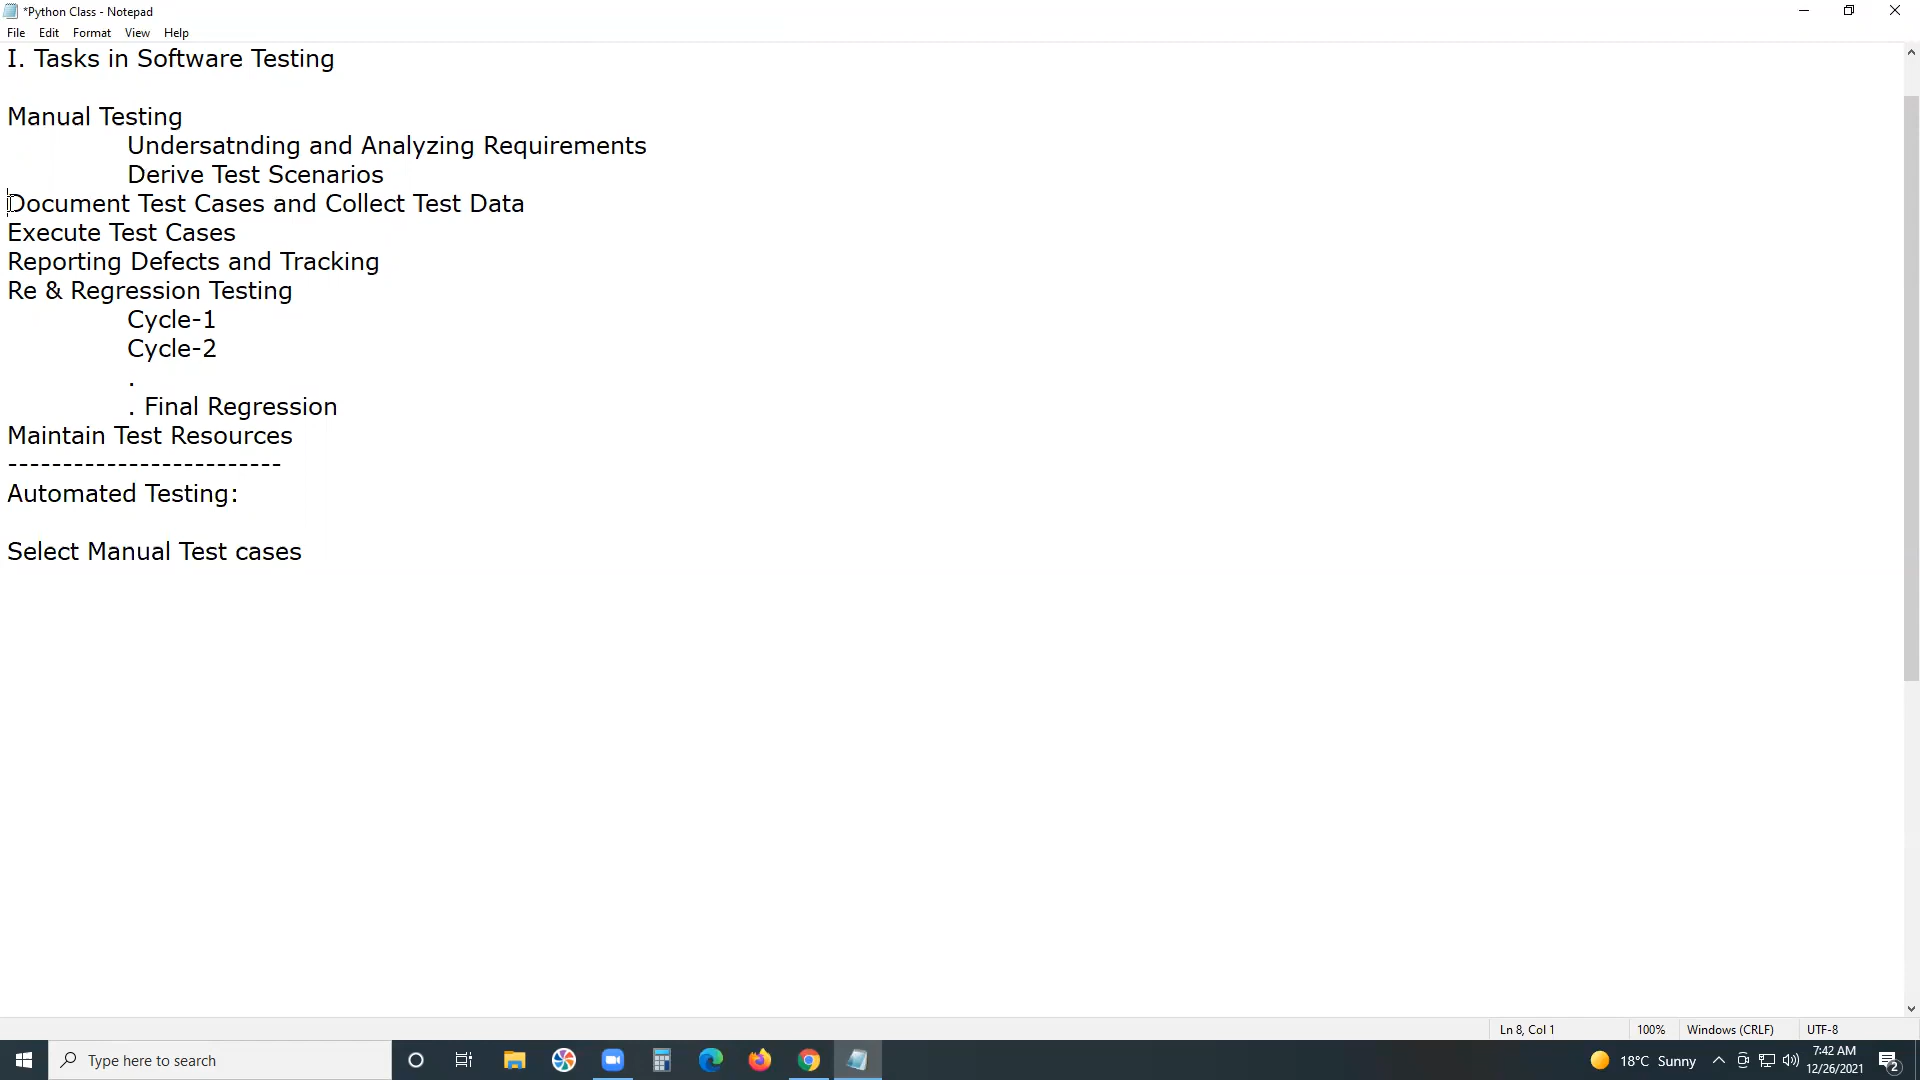 *Python Class - Notepad
File Edit Format View Help
I. Tasks in Software Testing
Manual Testing
Undersatnding and Analyzing Requirements
Derive Test Scenarios
Document Test Cases and Collect Test Data
Execute Test Cases
Reporting Defects and Tracking
Re & Regression Testing
Cycle-1
Cycle-2
.
. Final Regression
Maintain Test Resources
-------------------------
Automated Testing:
Select Manual Test cases
Ln 8, Col 1 100% Windows (CRLF) UTF-8
Type here to search
18°C Sunny
7:42 AM
12/26/2021
2